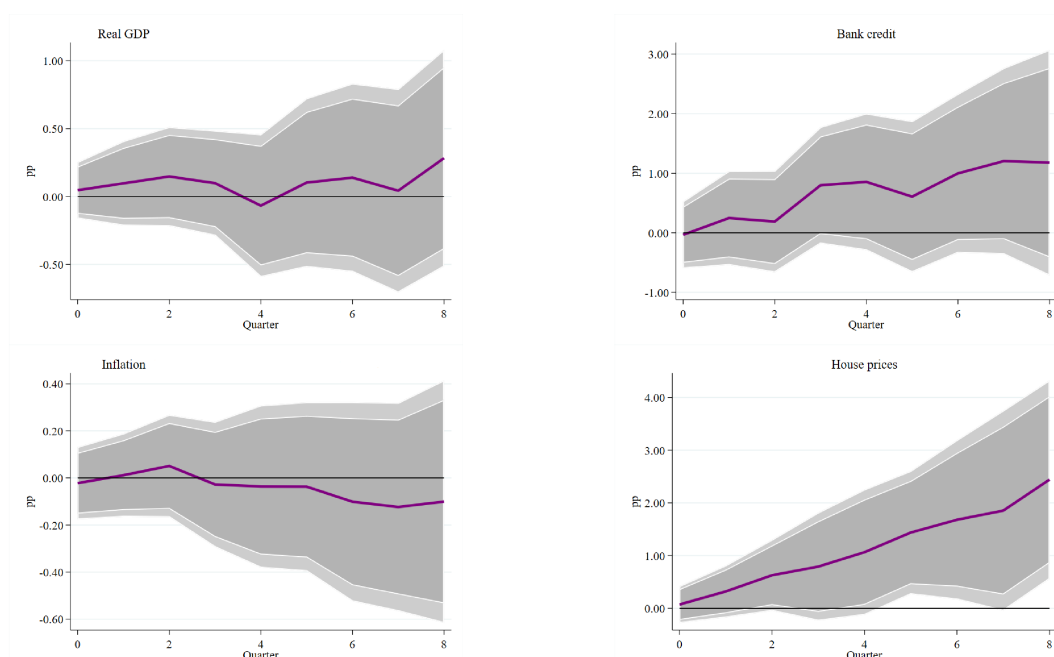 Real GDP
1.00
0.50
0.00
-0.50
pp
0 2 4 6 8
Quarter
Bank credit
3.00
2.00
1.00
0.00
-1.00
pp
0 2 4 6 8
Quarter
Inflation
0.40
0.20
0.00
-0.20
-0.40
-0.60
pp
0 2 4 6 8
Quarter
House prices
4.00
3.00
2.00
1.00
0.00
pp
0 2 4 6 8
Quarter